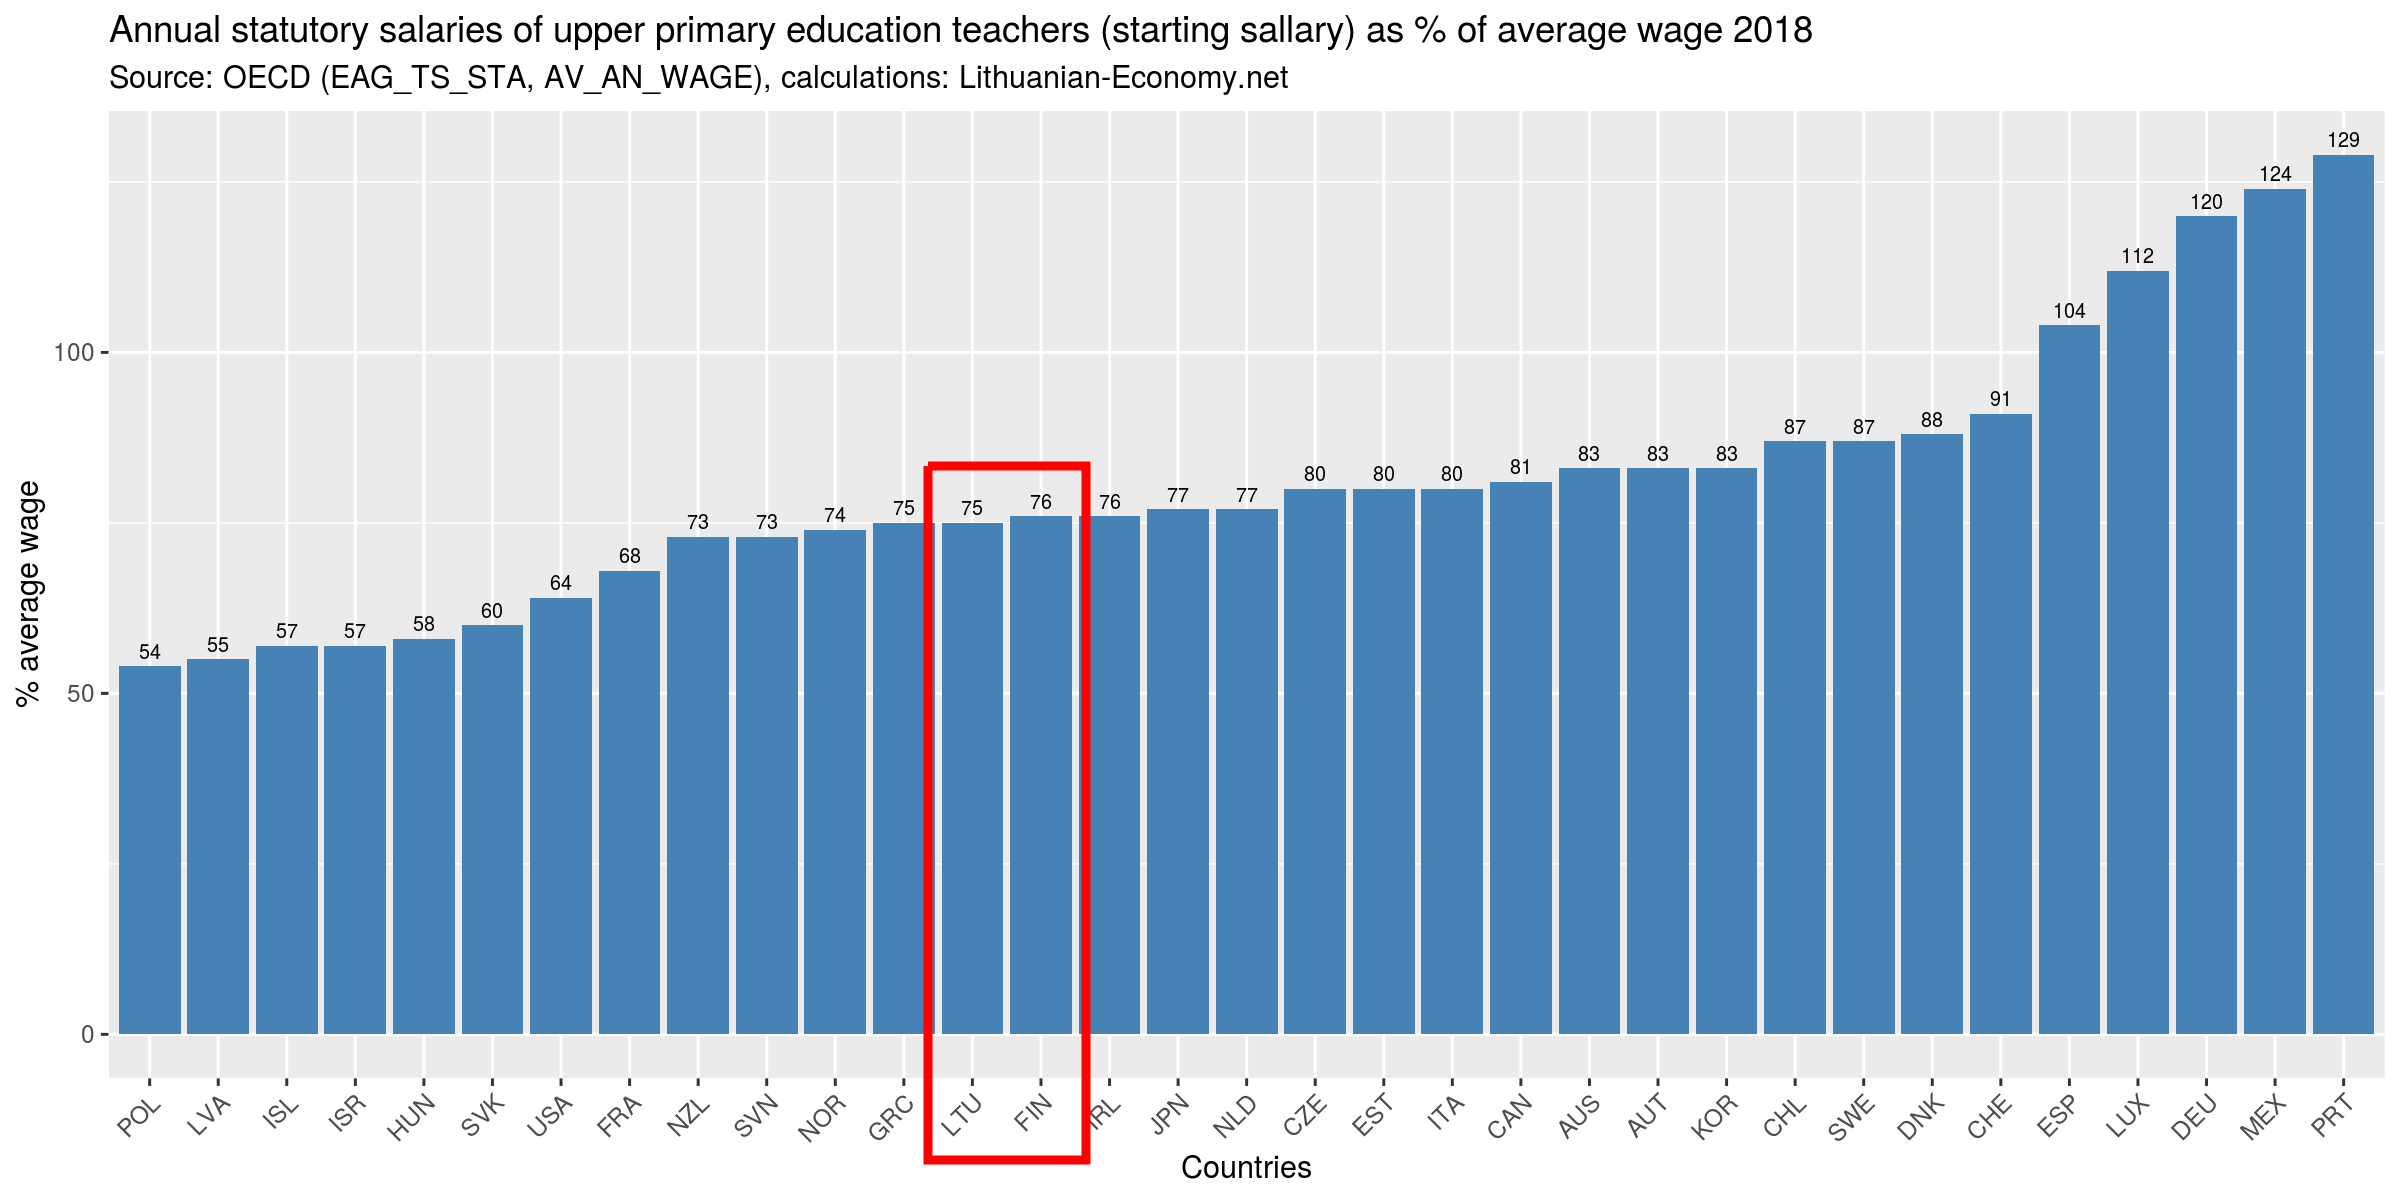 Annual statutory salaries of upper primary education teachers (starting sallary) as % of average wage 2018
Source: OECD (EAG_TS_STA, AV_AN_WAGE), calculations: Lithuanian-Economy.net
% average wage
100
50
0
54 55 57 57 58 60 64 68 73 73 74 75 75 76 76 77 77 80 80 80 81 83 83 83 87 87 88 91 104 112 120 124 129
POL LVA ISL ISR HUN SVK USA FRA NZL SVN NOR GRC LTU FIN IRL JPN NLD CZE EST ITA CAN AUS AUT KOR CHL SWE DNK CHE ESP LUX DEU MEX PRT
Countries